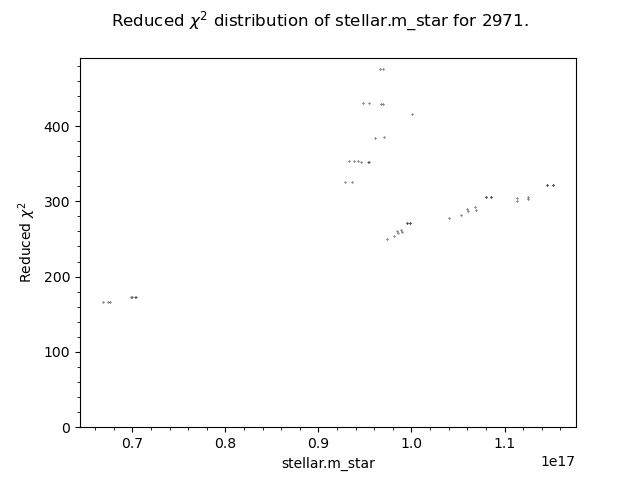 Reduced χ² distribution of stellar.m_star for 2971.
Reduced χ²
400
300
200
100
0
0.7 0.8 0.9 1.0 1.1
1e17
stellar.m_star